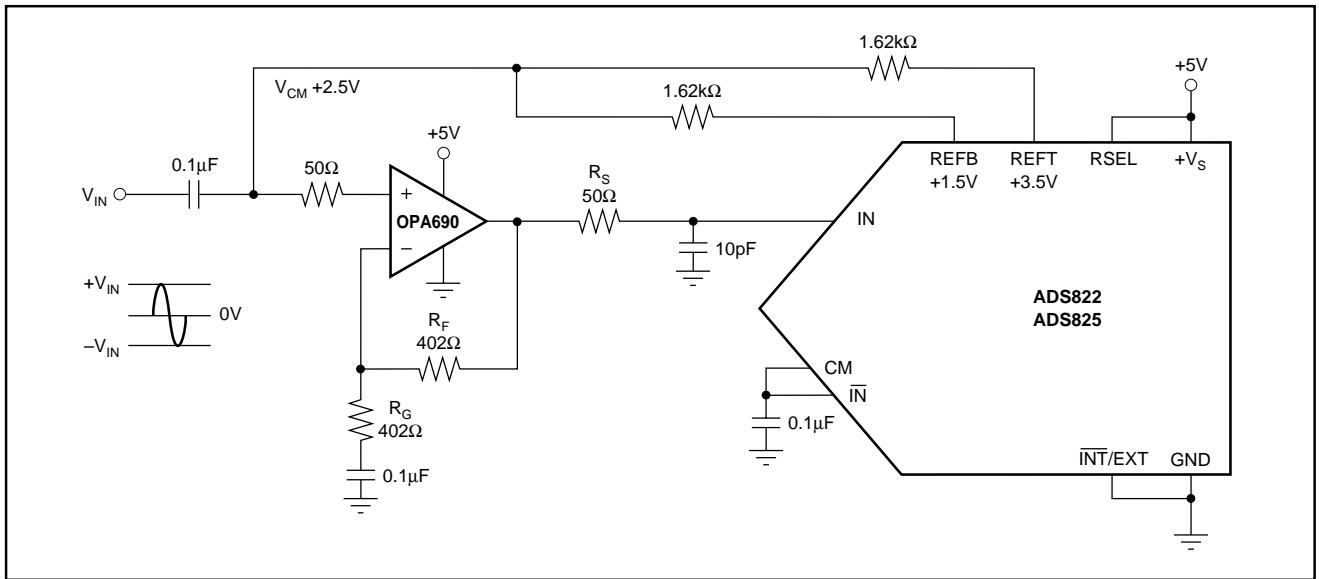 1.62kΩ
+5V
V_CM +2.5V
1.62kΩ
+5V
0.1µF
50Ω
R_S
50Ω
REFB
+1.5V
REFT
+3.5V
RSEL
+V_S
V_IN
+
OPA690
–
IN
10pF
+V_IN
0V
–V_IN
ADS822
ADS825
R_F
402Ω
CM
I̅N̅
R_G
402Ω
0.1µF
0.1µF
I̅N̅T̅/EXT
GND